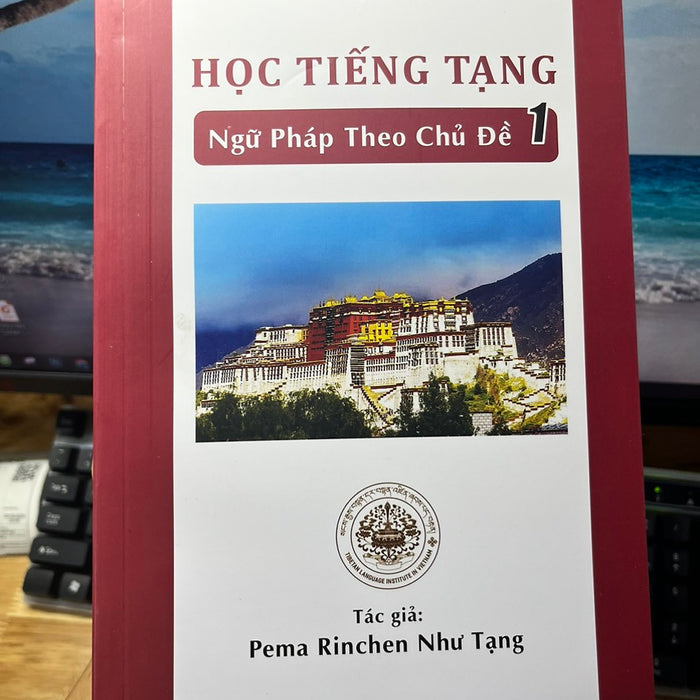 HỌC TIẾNG TẠNG
Ngữ Pháp Theo Chủ Đề 1
TIBETAN LANGUAGE INSTITUTE IN VIETNAM
Tác giả:
Pema Rinchen Như Tạng